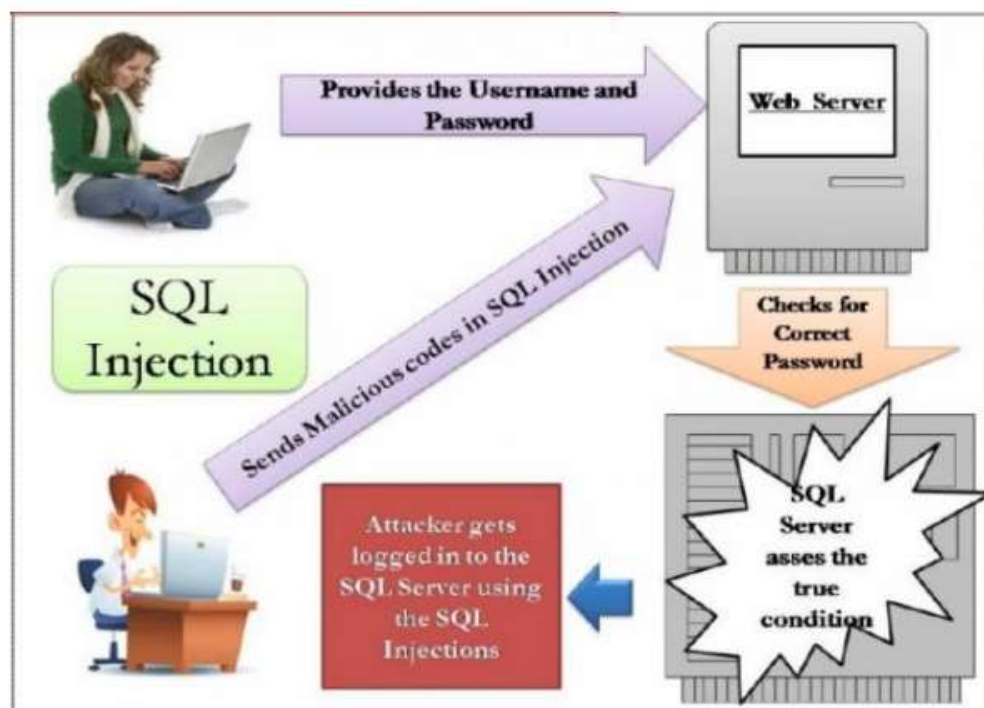 Provides the Username and
Password
Web Server
SQL
Injection
Sends Malicious codes in SQL Injection
Checks for
Correct
Password
SQL
Server
asses the
true
condition
Attacker gets
logged in to the
SQL Server using
the SQL
Injections